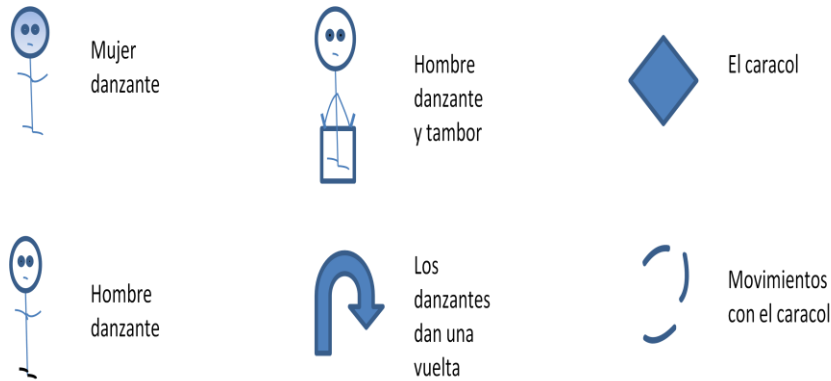 Mujer
danzante
Hombre
danzante
y tambor
El caracol
Hombre
danzante
Los
danzantes
dan una
vuelta
Movimientos
con el caracol